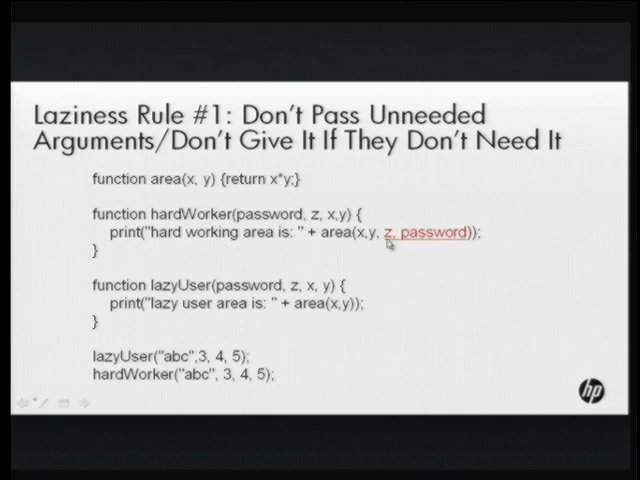 Laziness Rule #1: Don't Pass Unneeded
Arguments/Don't Give It If They Don't Need It
function area(x, y) {return x*y;}
function hardWorker(password, z, x,y) {
print("hard working area is: " + area(x,y, z, password));
}
function lazyUser(password, z, x, y) {
print("lazy user area is: " + area(x,y));
}
lazyUser("abc",3, 4, 5);
hardWorker("abc", 3, 4, 5);
hp